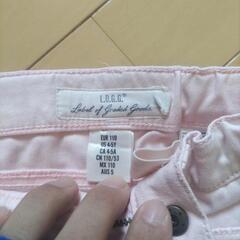 L.O.G.G.
Label of Graded Goods
EUR 110
US 4-5Y
CA 4-5A
CN 110/53
MX 110
AUS 5